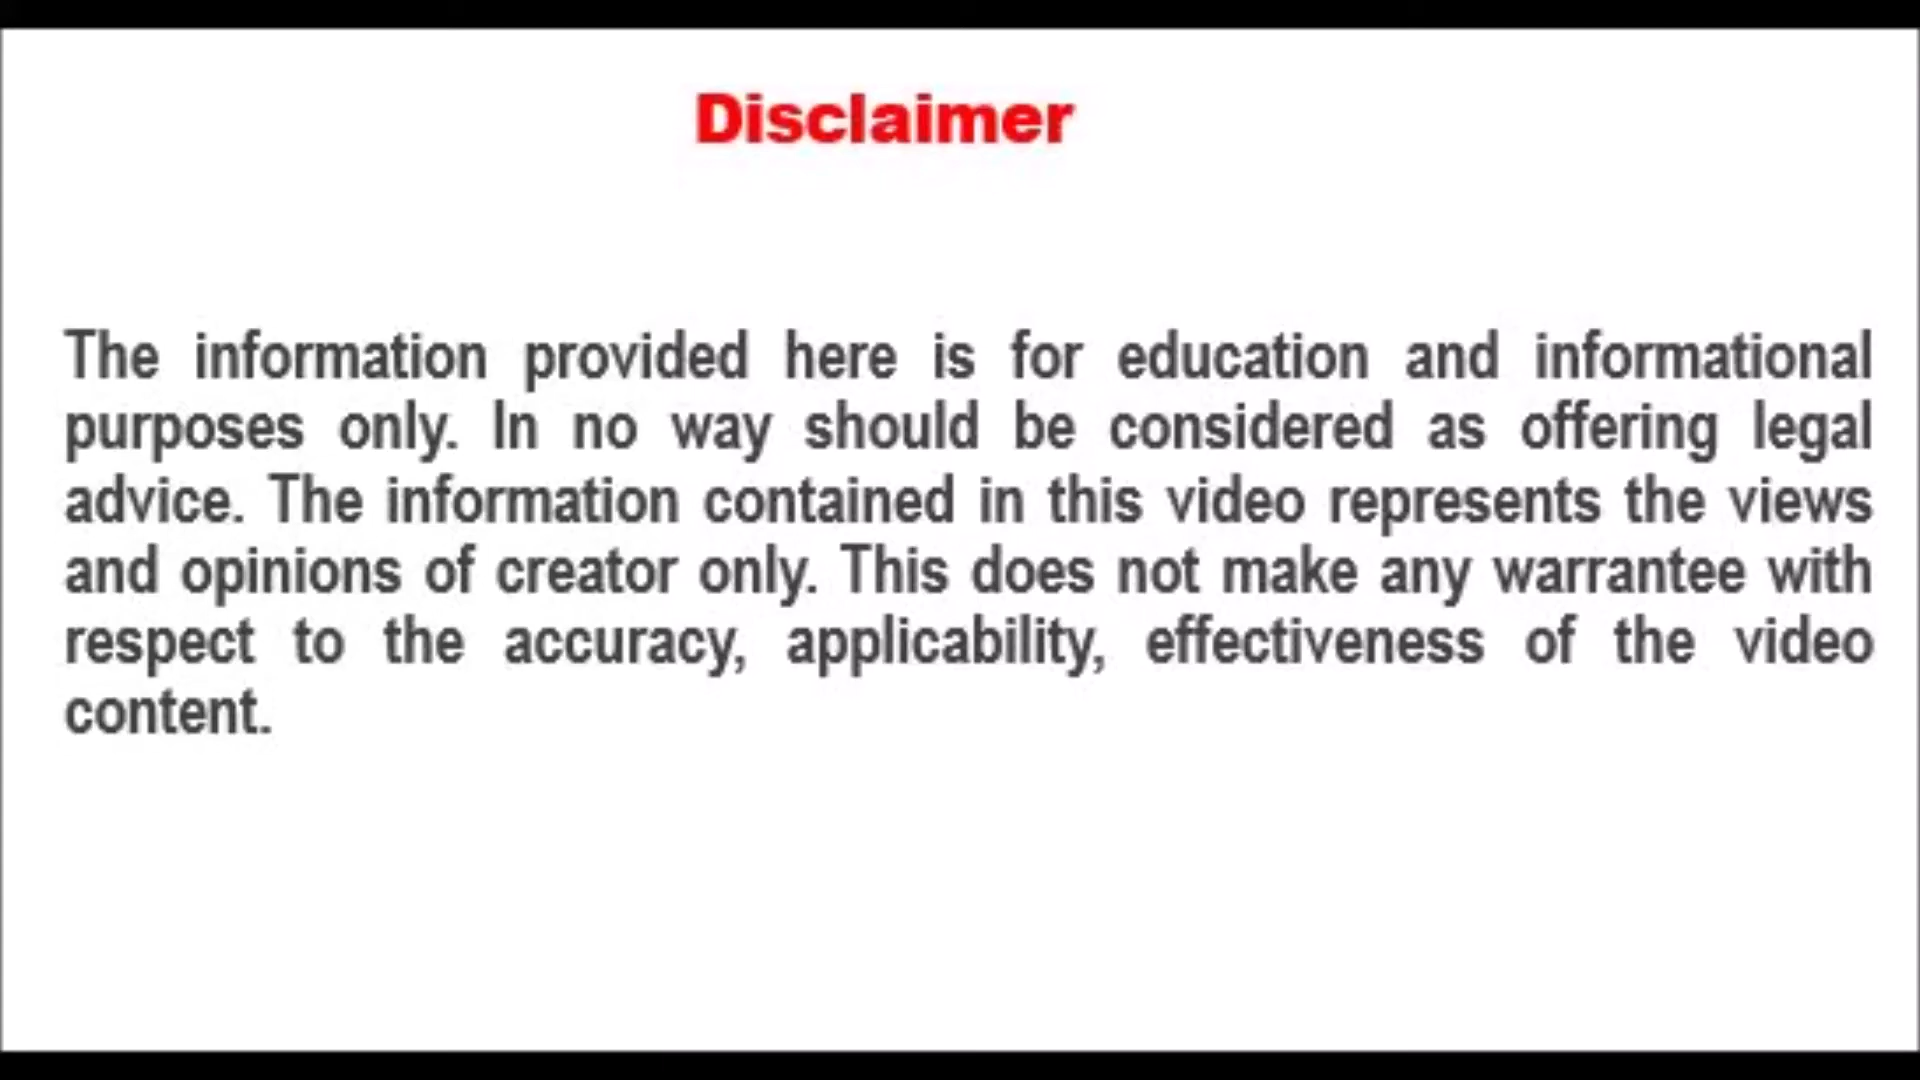 Disclaimer
The information provided here is for education and informational
purposes only. In no way should be considered as offering legal
advice. The information contained in this video represents the views
and opinions of creator only. This does not make any warrantee with
respect to the accuracy, applicability, effectiveness of the video
content.